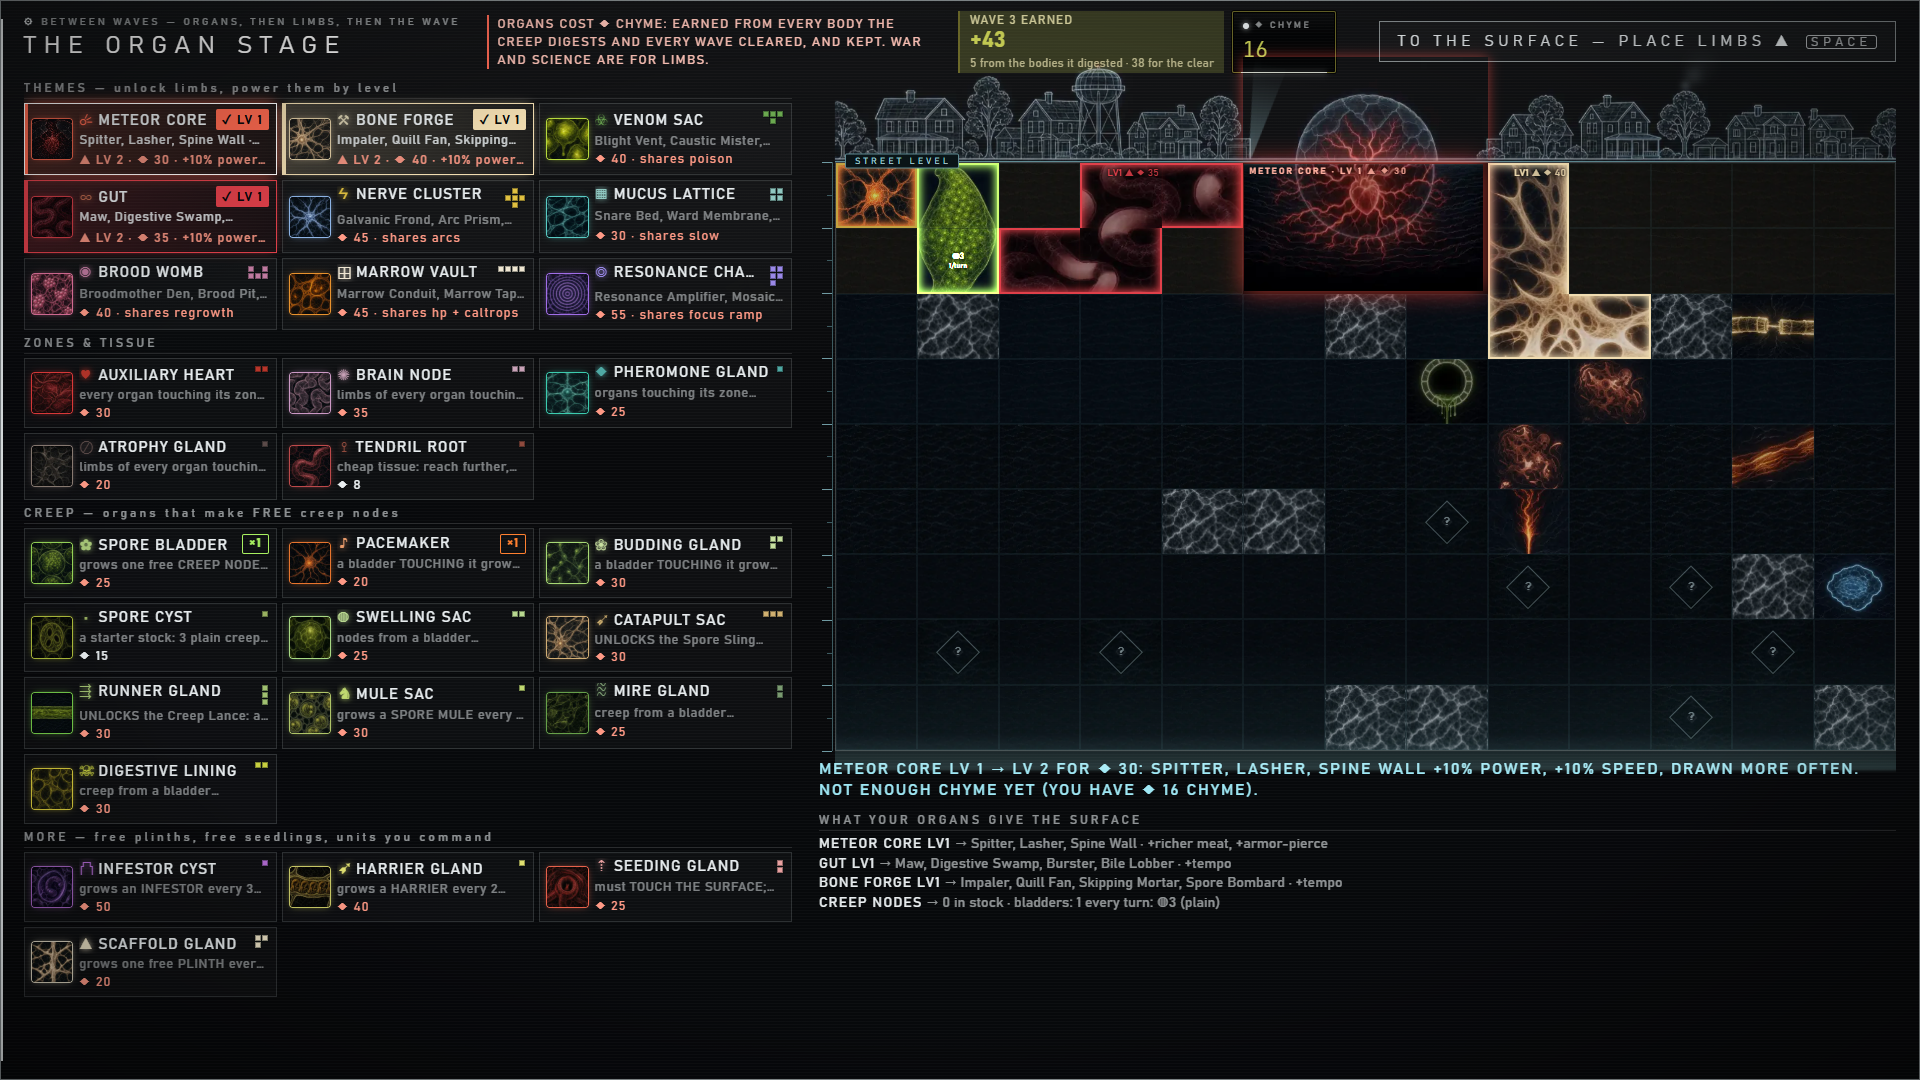 BETWEEN WAVES — ORGANS, THEN LIMBS, THEN THE WAVE
THE ORGAN STAGE
ORGANS COST ◆ CHYME: EARNED FROM EVERY BODY THE
CREEP DIGESTS AND EVERY WAVE CLEARED, AND KEPT. WAR
AND SCIENCE ARE FOR LIMBS.
WAVE 3 EARNED
+43
5 from the bodies it digested · 38 for the clear
◆ CHYME
16
TO THE SURFACE — PLACE LIMBS ▲ SPACE
THEMES — unlock limbs, power them by level
METEOR CORE ✓ LV 1
Spitter, Lasher, Spine Wall ·…
▲ LV 2 · ◆ 30 · +10% power…
BONE FORGE ✓ LV 1
Impaler, Quill Fan, Skipping…
▲ LV 2 · ◆ 40 · +10% power…
VENOM SAC
Blight Vent, Caustic Mister,…
◆ 40 · shares poison
GUT ✓ LV 1
Maw, Digestive Swamp,…
▲ LV 2 · ◆ 35 · +10% power…
NERVE CLUSTER
Galvanic Frond, Arc Prism,…
◆ 45 · shares arcs
MUCUS LATTICE
Snare Bed, Ward Membrane,…
◆ 30 · shares slow
BROOD WOMB
Broodmother Den, Brood Pit,…
◆ 40 · shares regrowth
MARROW VAULT
Marrow Conduit, Marrow Tap…
◆ 45 · shares hp + caltrops
RESONANCE CHA…
Resonance Amplifier, Mosaic…
◆ 55 · shares focus ramp
ZONES & TISSUE
AUXILIARY HEART
every organ touching its zon…
◆ 30
BRAIN NODE
limbs of every organ touchin…
◆ 35
PHEROMONE GLAND
organs touching its zone…
◆ 25
ATROPHY GLAND
limbs of every organ touchin…
◆ 20
TENDRIL ROOT
cheap tissue: reach further,…
◆ 8
CREEP — organs that make FREE creep nodes
SPORE BLADDER ×1
grows one free CREEP NODE…
◆ 25
PACEMAKER ×1
a bladder TOUCHING it grow…
◆ 20
BUDDING GLAND
a bladder TOUCHING it grow…
◆ 30
SPORE CYST
a starter stock: 3 plain creep…
◆ 15
SWELLING SAC
nodes from a bladder…
◆ 25
CATAPULT SAC
UNLOCKS the Spore Sling…
◆ 30
RUNNER GLAND
UNLOCKS the Creep Lance: a…
◆ 30
MULE SAC
grows a SPORE MULE every …
◆ 30
MIRE GLAND
creep from a bladder…
◆ 25
DIGESTIVE LINING
creep from a bladder…
◆ 30
MORE — free plinths, free seedlings, units you command
INFESTOR CYST
grows an INFESTOR every 3…
◆ 50
HARRIER GLAND
grows a HARRIER every 2…
◆ 40
SEEDING GLAND
must TOUCH THE SURFACE;…
◆ 25
SCAFFOLD GLAND
grows one free PLINTH ever…
◆ 20
STREET LEVEL
LV1 ▲ ◆ 35
METEOR CORE · LV 1 ▲ ◆ 30
LV1 ▲ ◆ 40
◍3
1/turn
?
?
?
?
?
?
?
METEOR CORE LV 1 → LV 2 FOR ◆ 30: SPITTER, LASHER, SPINE WALL +10% POWER, +10% SPEED, DRAWN MORE OFTEN.
NOT ENOUGH CHYME YET (YOU HAVE ◆ 16 CHYME).
WHAT YOUR ORGANS GIVE THE SURFACE
METEOR CORE LV1 → Spitter, Lasher, Spine Wall · +richer meat, +armor-pierce
GUT LV1 → Maw, Digestive Swamp, Burster, Bile Lobber · +tempo
BONE FORGE LV1 → Impaler, Quill Fan, Skipping Mortar, Spore Bombard · +tempo
CREEP NODES → 0 in stock · bladders: 1 every turn: ◍3 (plain)